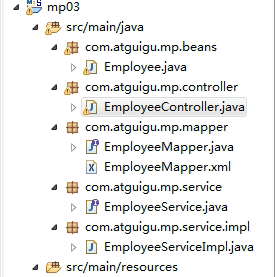 mp03
src/main/java
com.atguigu.mp.beans
Employee.java
com.atguigu.mp.controller
EmployeeController.java
com.atguigu.mp.mapper
EmployeeMapper.java
EmployeeMapper.xml
com.atguigu.mp.service
EmployeeService.java
com.atguigu.mp.service.impl
EmployeeServiceImpl.java
src/main/resources